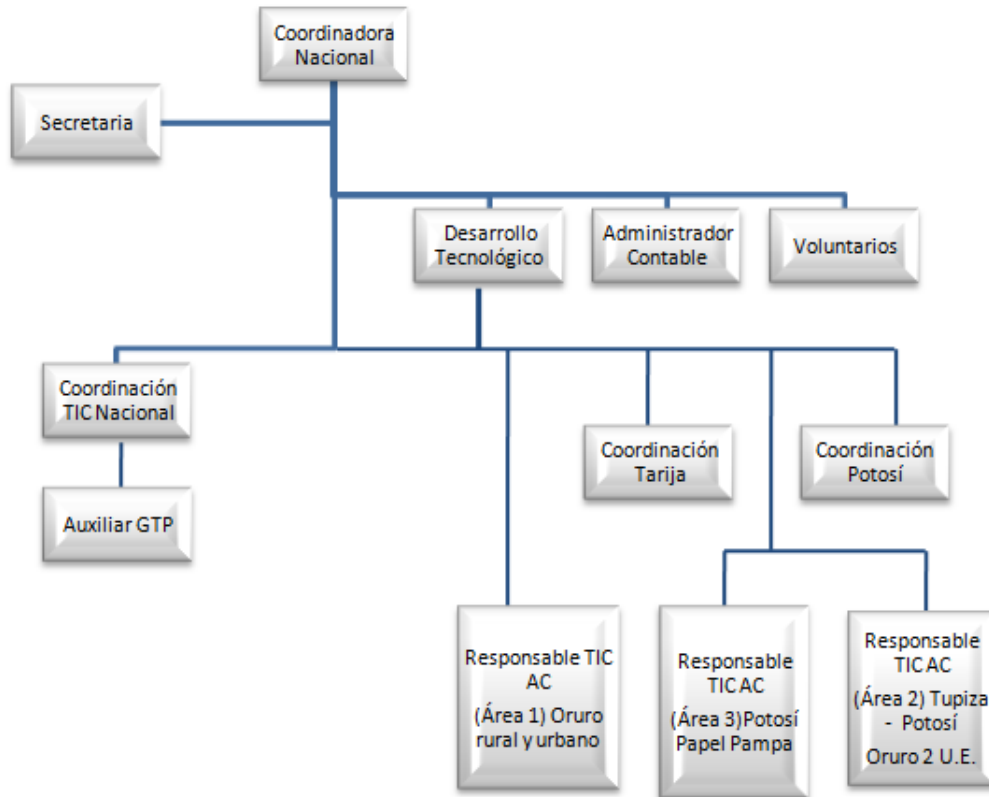 Coordinadora
Nacional
Secretaria
Desarrollo
Tecnológico
Administrador
Contable
Voluntarios
Coordinación
TIC Nacional
Coordinación
Tarija
Coordinación
Potosí
Auxiliar GTP
Responsable TIC
AC
(Área 1) Oruro
rural y urbano
Responsable
TIC AC
(Área 3)Potosí
Papel Pampa
Responsable
TIC AC
(Área 2) Tupiza
- Potosí
Oruro 2 U.E.